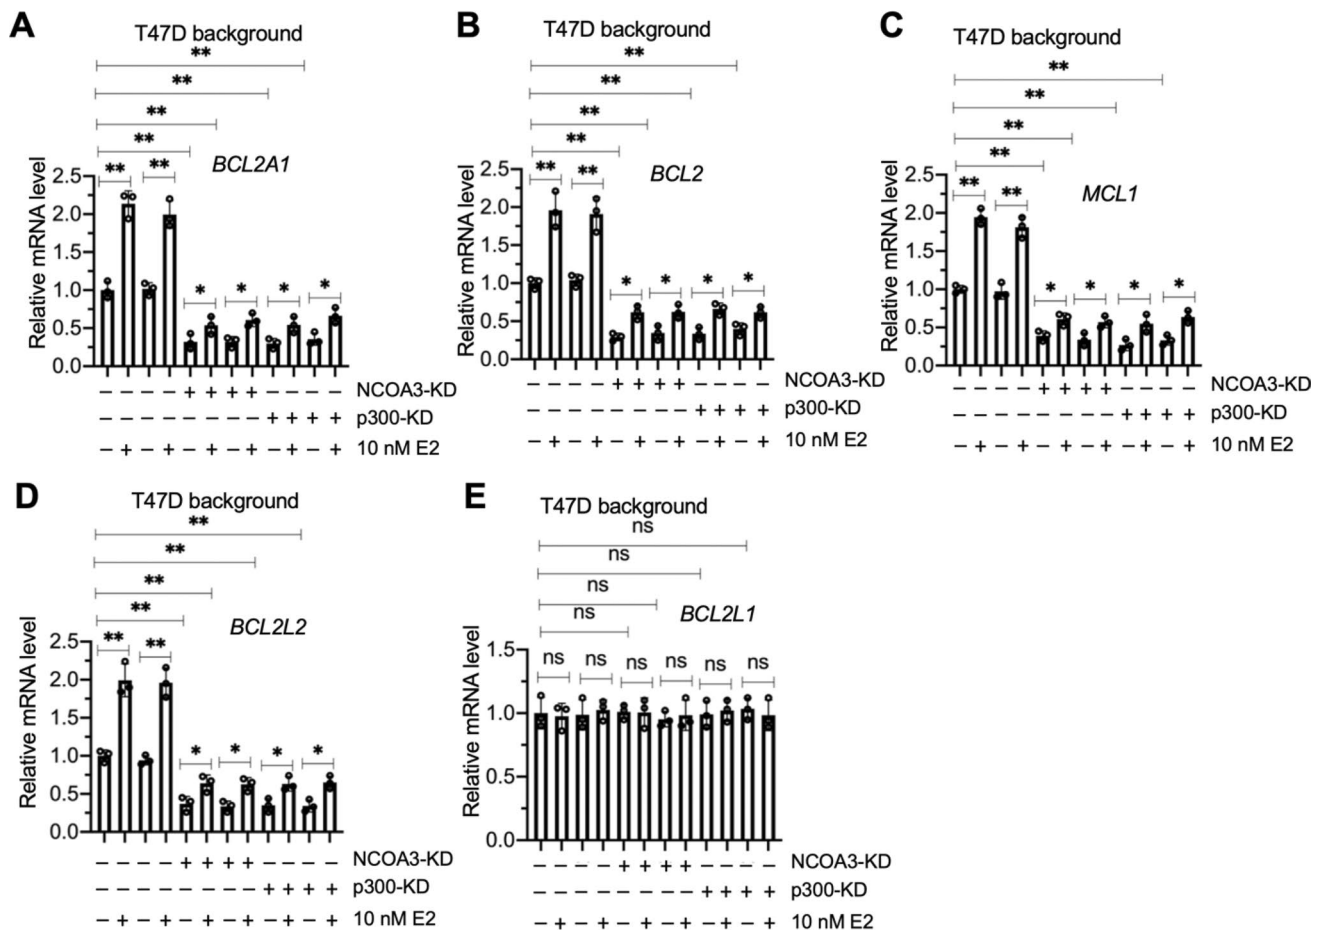 A
T47D background
**
**
**
**
BCL2A1
** **
Relative mRNA level
2.5
2.0
1.5
1.0
0.5
0.0
* * * *
− − − − + + + + − − − − NCOA3-KD
− − − − − − − − + + + + p300-KD
− + − + − + − + − + − + 10 nM E2
B
T47D background
**
**
**
**
BCL2
** **
Relative mRNA level
2.5
2.0
1.5
1.0
0.5
0.0
* * * *
− − − − + + + + − − − − NCOA3-KD
− − − − − − − − + + + + p300-KD
− + − + − + − + − + − + 10 nM E2
C
T47D background
**
**
**
**
MCL1
** **
Relative mRNA level
2.5
2.0
1.5
1.0
0.5
0.0
* * * *
− − − − + + + + − − − − NCOA3-KD
− − − − − − − − + + + + p300-KD
− + − + − + − + − + − + 10 nM E2
D
T47D background
**
**
**
**
BCL2L2
** **
Relative mRNA level
2.5
2.0
1.5
1.0
0.5
0.0
* * * *
− − − − + + + + − − − − NCOA3-KD
− − − − − − − − + + + + p300-KD
− + − + − + − + − + − + 10 nM E2
E
T47D background
ns
ns
ns
ns
BCL2L1
ns ns ns ns ns ns
Relative mRNA level
1.5
1.0
0.5
0.0
− − − − + + + + − − − − NCOA3-KD
− − − − − − − − + + + + p300-KD
− + − + − + − + − + − + 10 nM E2